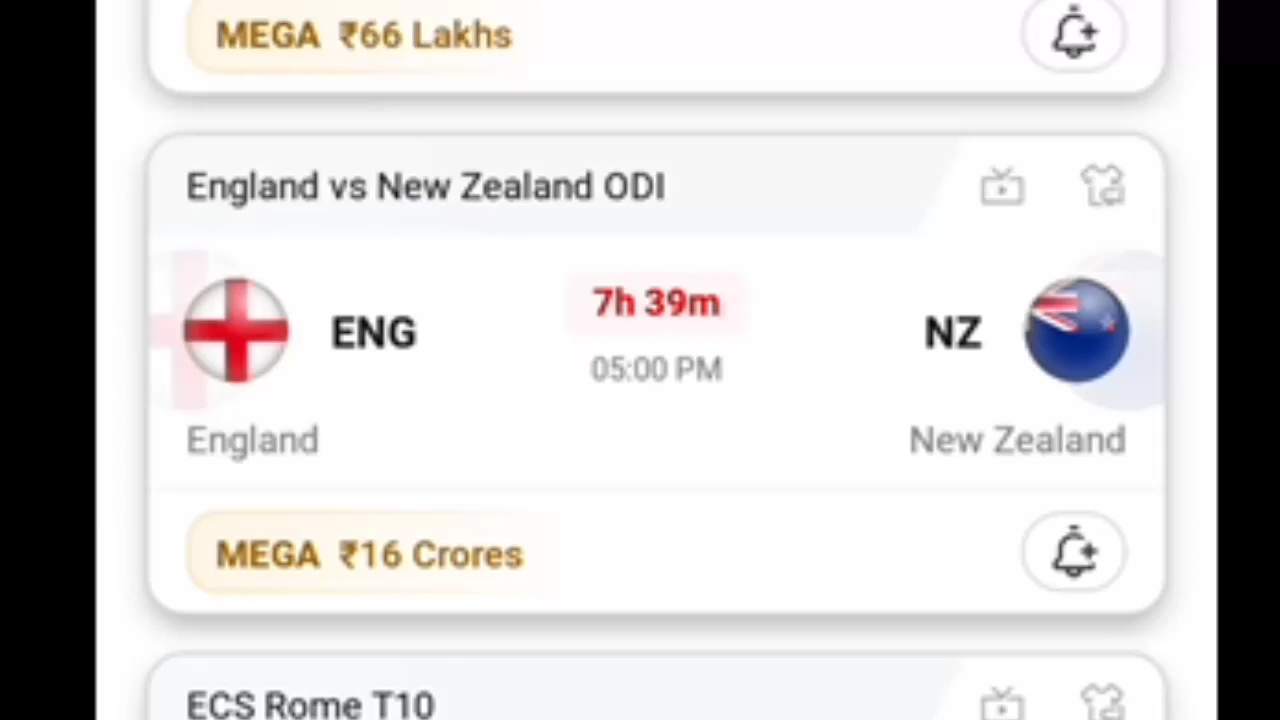 MEGA ₹66 Lakhs
England vs New Zealand ODI
ENG
7h 39m
05:00 PM
NZ
England
New Zealand
MEGA ₹16 Crores
ECS Rome T10